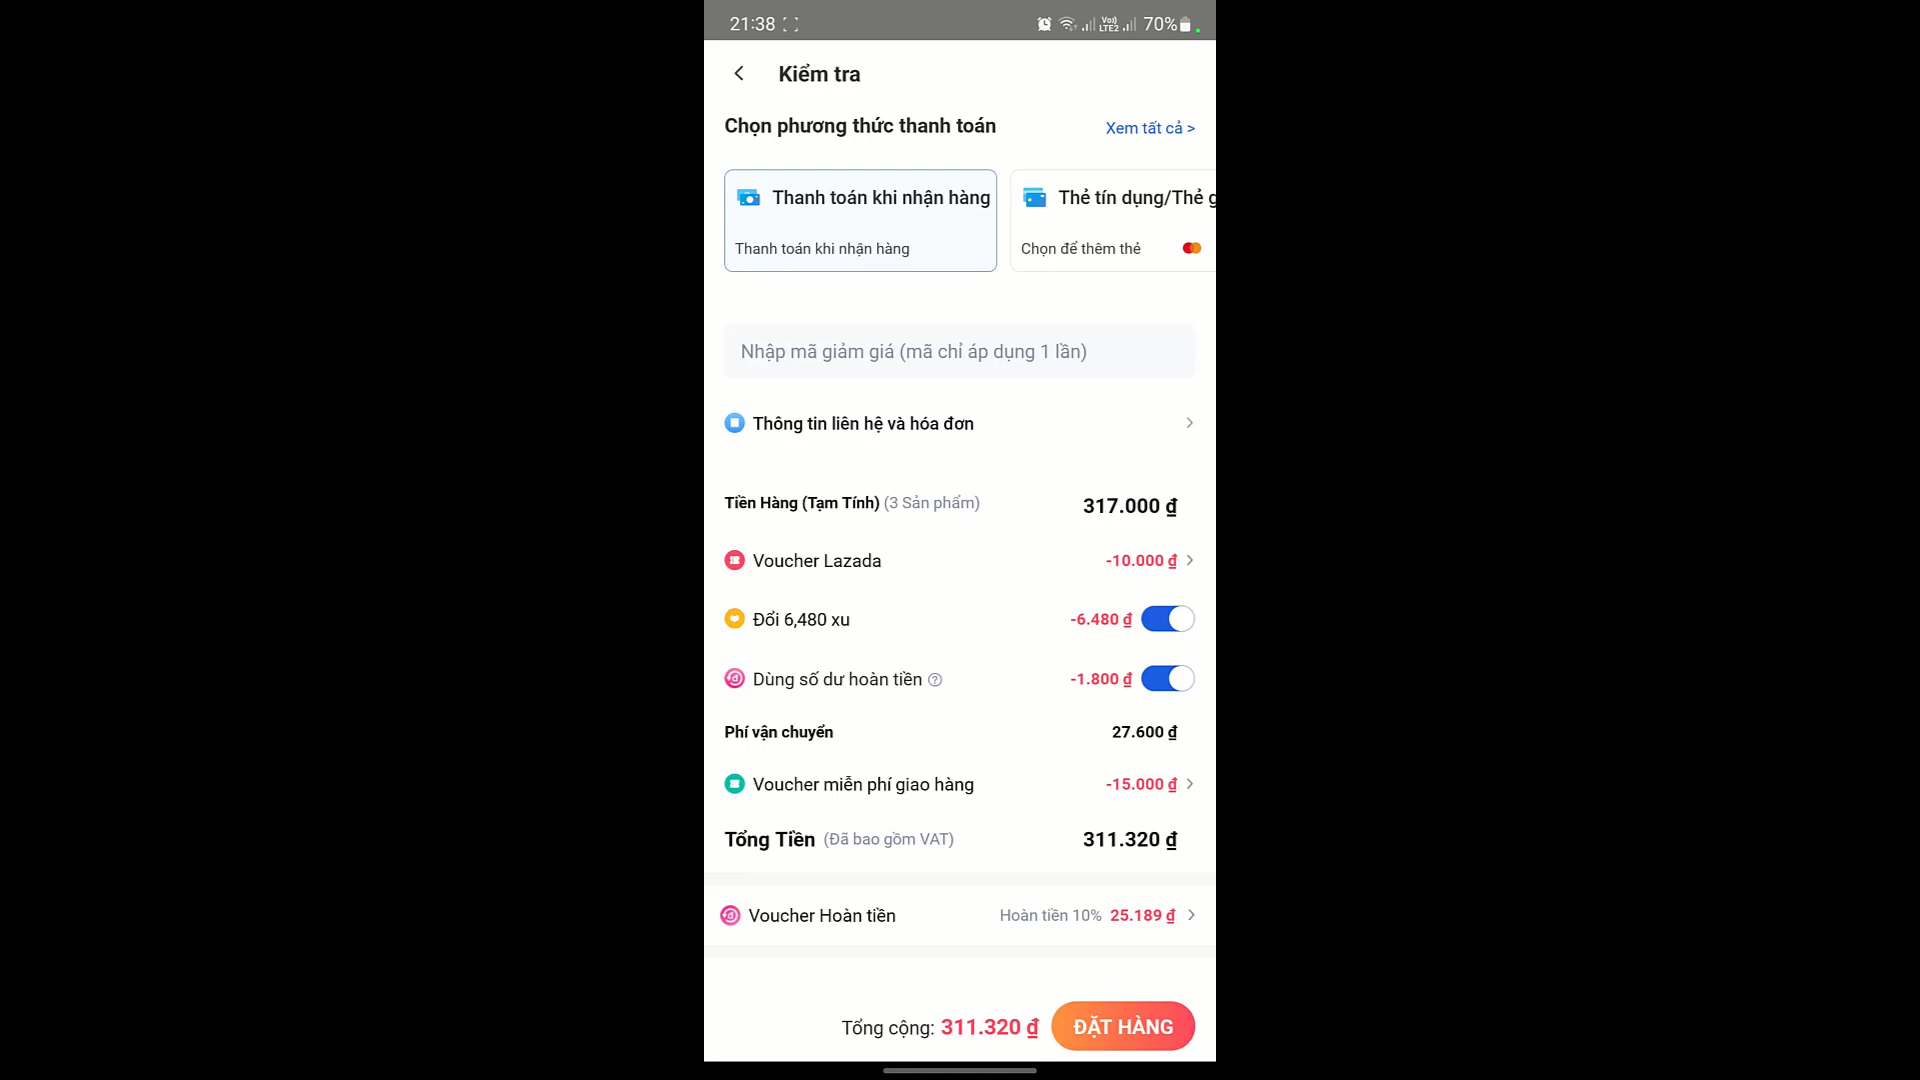 21:38 70%
Kiểm tra
Chọn phương thức thanh toán Xem tất cả >
Thanh toán khi nhận hàng Thẻ tín dụng/Thẻ g
Thanh toán khi nhận hàng Chọn để thêm thẻ
Nhập mã giảm giá (mã chỉ áp dụng 1 lần)
Thông tin liên hệ và hóa đơn
Tiền Hàng (Tạm Tính) (3 Sản phẩm) 317.000 ₫
Voucher Lazada -10.000 ₫
Đổi 6,480 xu -6.480 ₫
Dùng số dư hoàn tiền -1.800 ₫
Phí vận chuyển 27.600 ₫
Voucher miễn phí giao hàng -15.000 ₫
Tổng Tiền (Đã bao gồm VAT) 311.320 ₫
Voucher Hoàn tiền Hoàn tiền 10% 25.189 ₫
Tổng cộng: 311.320 ₫ ĐẶT HÀNG